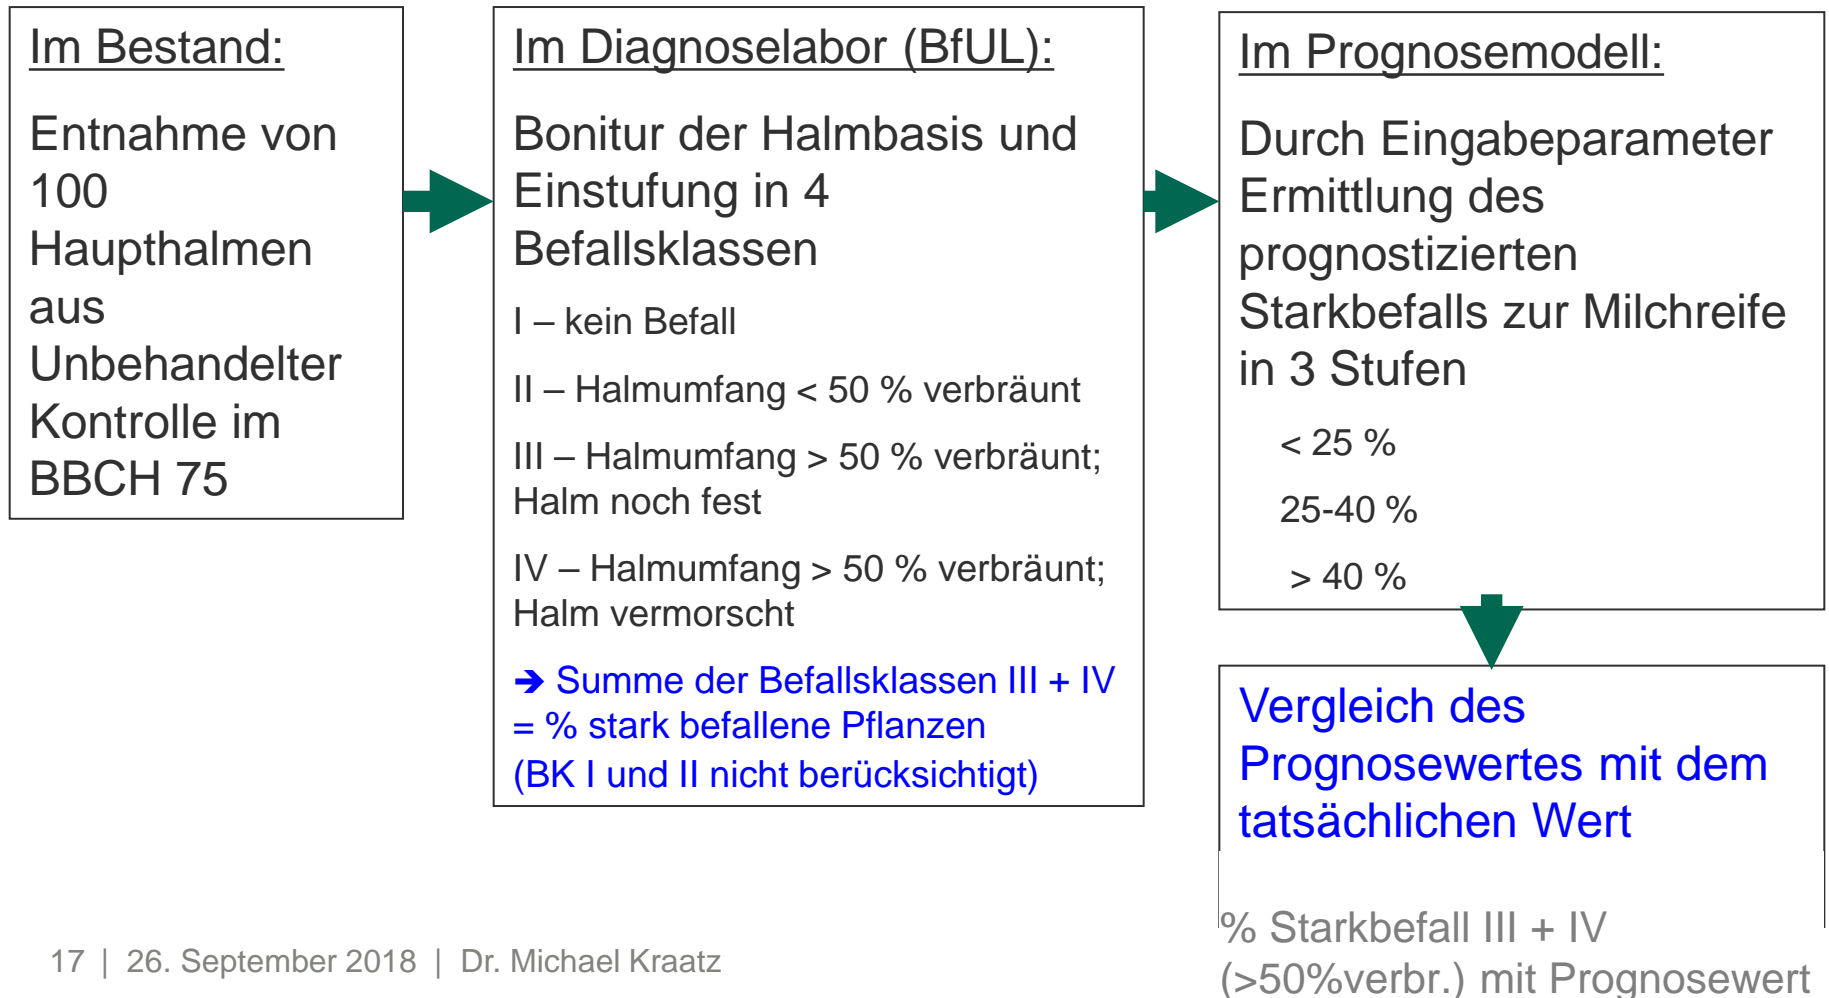 Im Bestand:
Entnahme von
100
Haupthalmen
aus
Unbehandelter
Kontrolle im
BBCH 75
Im Diagnoselabor (BfUL):
Bonitur der Halmbasis und
Einstufung in 4
Befallsklassen
I – kein Befall
II – Halmumfang < 50 % verbräunt
III – Halmumfang > 50 % verbräunt;
Halm noch fest
IV – Halmumfang > 50 % verbräunt;
Halm vermorscht
➔ Summe der Befallsklassen III + IV
= % stark befallene Pflanzen
(BK I und II nicht berücksichtigt)
Im Prognosemodell:
Durch Eingabeparameter
Ermittlung des
prognostizierten
Starkbefalls zur Milchreife
in 3 Stufen
< 25 %
25-40 %
> 40 %
Vergleich des
Prognosewertes mit dem
tatsächlichen Wert
% Starkbefall III + IV
(>50%verbr.) mit Prognosewert
17 | 26. September 2018 | Dr. Michael Kraatz